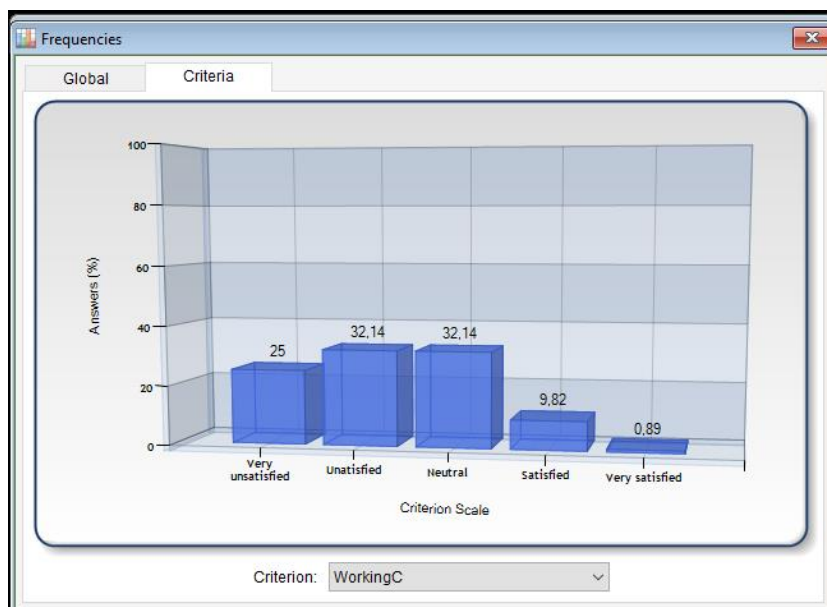 Frequencies
Global
Criteria
100
80
60
40
20
0
Answers (%)
25
32,14
32,14
9,82
0,89
Very
unsatisfied
Unatisfied
Neutral
Satisfied
Very satisfied
Criterion Scale
Criterion:
WorkingC